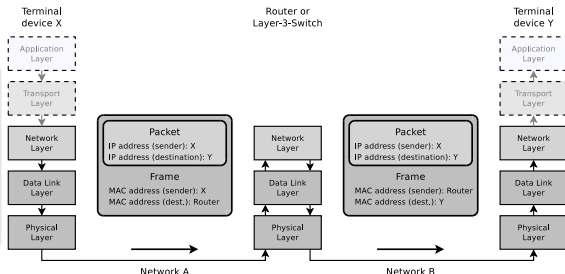 Terminal
device X
Router or
Layer-3-Switch
Terminal
device Y
Application
Layer
Transport
Layer
Network
Layer
Data Link
Layer
Physical
Layer
Packet
IP address (sender): X
IP address (destination): Y
Frame
MAC address (sender): X
MAC address (dest.): Router
Network A
Network
Layer
Data Link
Layer
Physical
Layer
Packet
IP address (sender): X
IP address (destination): Y
Frame
MAC address (sender): Router
MAC address (dest.): Y
Network B
Application
Layer
Transport
Layer
Network
Layer
Data Link
Layer
Physical
Layer